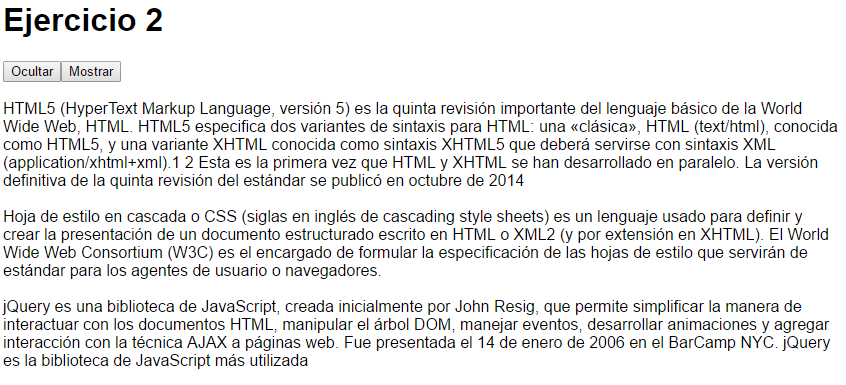 Ejercicio 2
Ocultar Mostrar
HTML5 (HyperText Markup Language, versión 5) es la quinta revisión importante del lenguaje básico de la World
Wide Web, HTML. HTML5 especifica dos variantes de sintaxis para HTML: una «clásica», HTML (text/html), conocida
como HTML5, y una variante XHTML conocida como sintaxis XHTML5 que deberá servirse con sintaxis XML
(application/xhtml+xml).1 2 Esta es la primera vez que HTML y XHTML se han desarrollado en paralelo. La versión
definitiva de la quinta revisión del estándar se publicó en octubre de 2014
Hoja de estilo en cascada o CSS (siglas en inglés de cascading style sheets) es un lenguaje usado para definir y
crear la presentación de un documento estructurado escrito en HTML o XML2 (y por extensión en XHTML). El World
Wide Web Consortium (W3C) es el encargado de formular la especificación de las hojas de estilo que servirán de
estándar para los agentes de usuario o navegadores.
jQuery es una biblioteca de JavaScript, creada inicialmente por John Resig, que permite simplificar la manera de
interactuar con los documentos HTML, manipular el árbol DOM, manejar eventos, desarrollar animaciones y agregar
interacción con la técnica AJAX a páginas web. Fue presentada el 14 de enero de 2006 en el BarCamp NYC. jQuery
es la biblioteca de JavaScript más utilizada